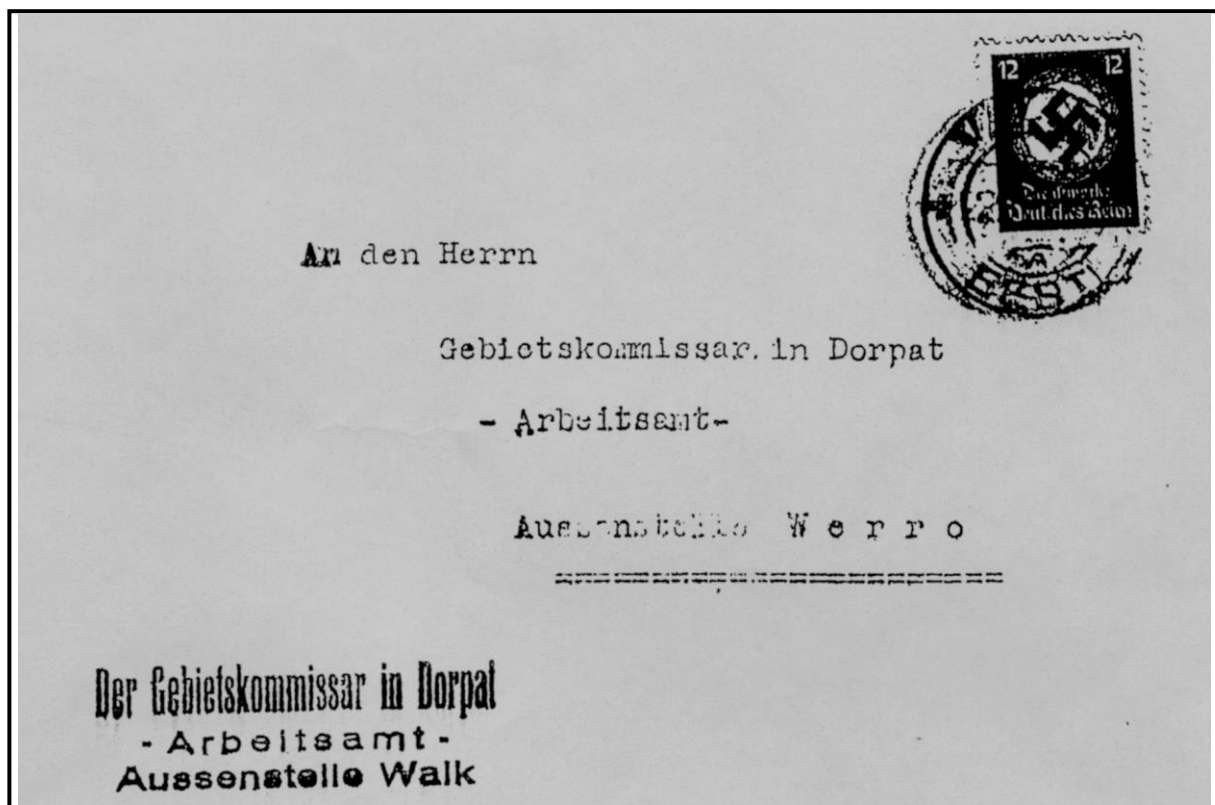 12 12
Dienstmarke
Deutsches Reich
EESTI
An den Herrn
Gebietskommissar. in Dorpat
- Arbeitsamt-
Aussenstelle W e r r o
=======================
Der Gebietskommissar in Dorpat
- Arbeitsamt -
Aussenstelle Walk